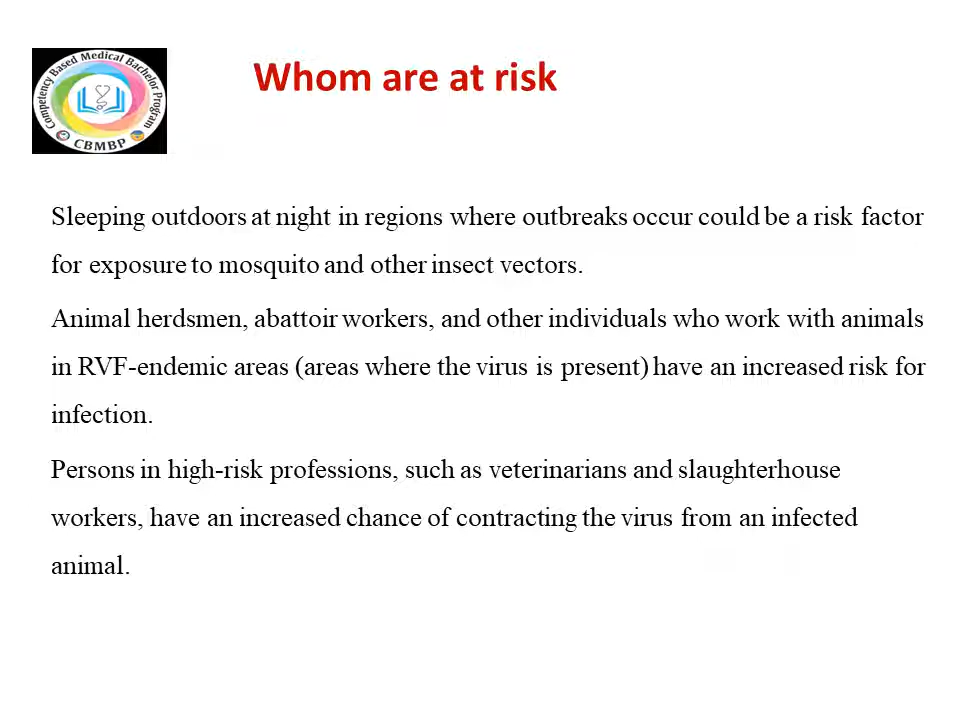 Competency Based Medical Bachelor Program
CBMBP
Whom are at risk
Sleeping outdoors at night in regions where outbreaks occur could be a risk factor
for exposure to mosquito and other insect vectors.
Animal herdsmen, abattoir workers, and other individuals who work with animals
in RVF-endemic areas (areas where the virus is present) have an increased risk for
infection.
Persons in high-risk professions, such as veterinarians and slaughterhouse
workers, have an increased chance of contracting the virus from an infected
animal.